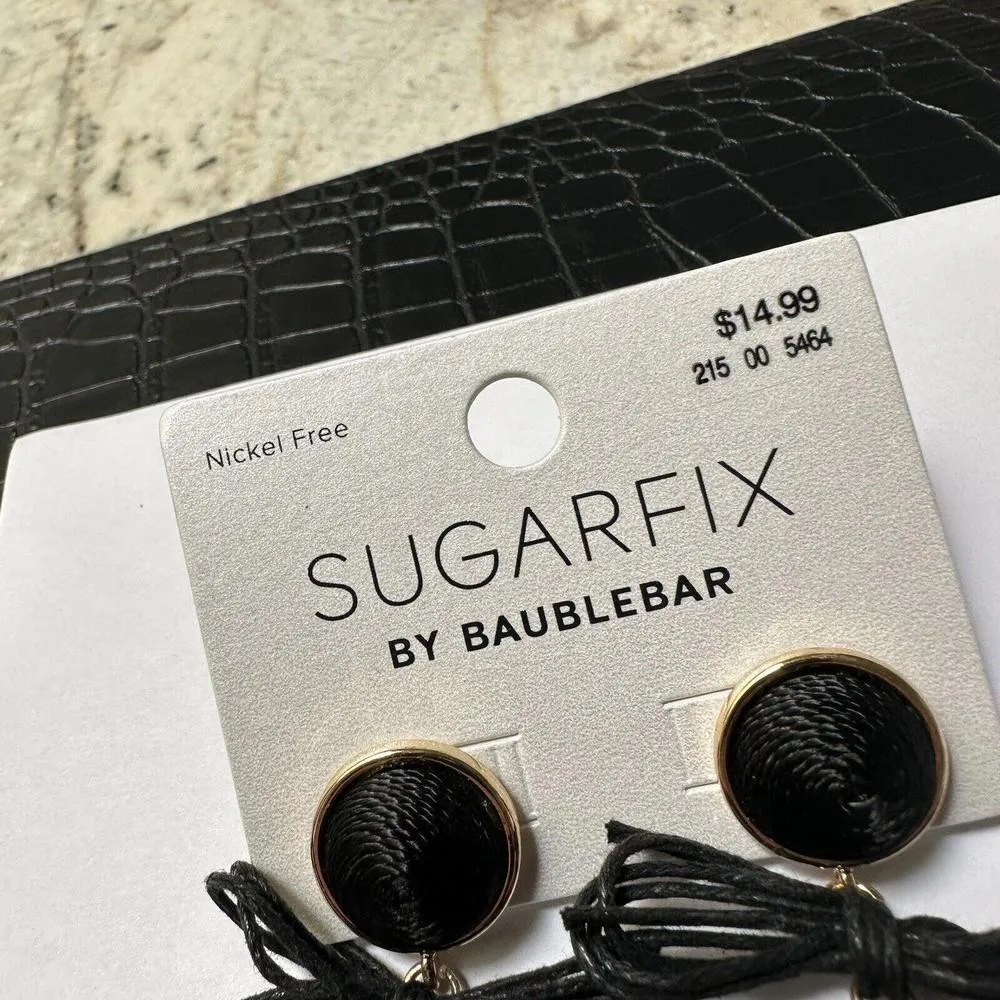 $14.99
215 00 5464
Nickel Free
SUGARFIX
BY BAUBLEBAR